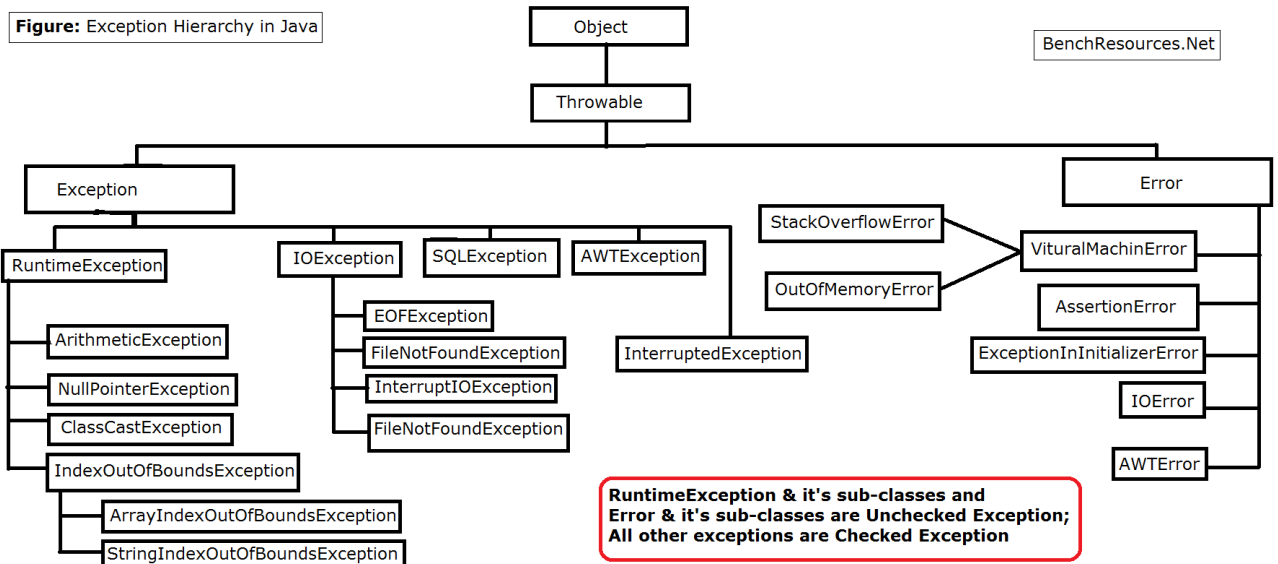 Figure: Exception Hierarchy in Java
Object
BenchResources.Net
Throwable
Exception
Error
StackOverflowError
VituralMachinError
OutOfMemoryError
RuntimeException
IOException
SQLException
AWTException
AssertionError
EOFException
ArithmeticException
FileNotFoundException
InterruptedException
ExceptionInInitializerError
NullPointerException
InterruptIOException
IOError
ClassCastException
FileNotFoundException
IndexOutOfBoundsException
AWTError
ArrayIndexOutOfBoundsException
StringIndexOutOfBoundsException
RuntimeException & it's sub-classes and
Error & it's sub-classes are Unchecked Exception;
All other exceptions are Checked Exception